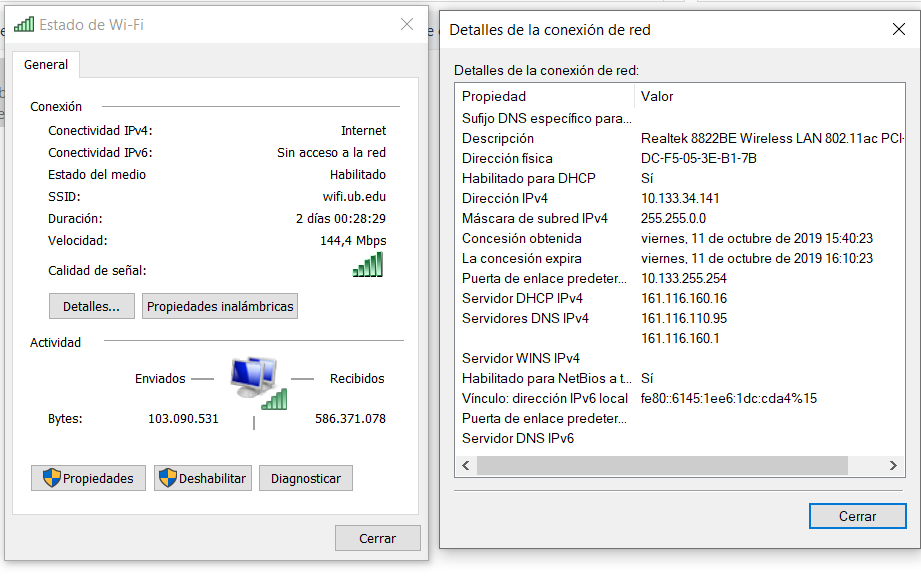 Estado de Wi-Fi
General
Conexión
Conectividad IPv4: Internet
Conectividad IPv6: Sin acceso a la red
Estado del medio Habilitado
SSID: wifi.ub.edu
Duración: 2 días 00:28:29
Velocidad: 144,4 Mbps
Calidad de señal:
Detalles... Propiedades inalámbricas
Actividad
Enviados Recibidos
Bytes: 103.090.531 586.371.078
Propiedades Deshabilitar Diagnosticar
Cerrar
Detalles de la conexión de red
Detalles de la conexión de red:
Propiedad Valor
Sufijo DNS específico para...
Descripción Realtek 8822BE Wireless LAN 802.11ac PCI-
Dirección física DC-F5-05-3E-B1-7B
Habilitado para DHCP Sí
Dirección IPv4 10.133.34.141
Máscara de subred IPv4 255.255.0.0
Concesión obtenida viernes, 11 de octubre de 2019 15:40:23
La concesión expira viernes, 11 de octubre de 2019 16:10:23
Puerta de enlace predeter... 10.133.255.254
Servidor DHCP IPv4 161.116.160.16
Servidores DNS IPv4 161.116.110.95
161.116.160.1
Servidor WINS IPv4
Habilitado para NetBios a t... Sí
Vínculo: dirección IPv6 local fe80::6145:1ee6:1dc:cda4%15
Puerta de enlace predeter...
Servidor DNS IPv6
Cerrar